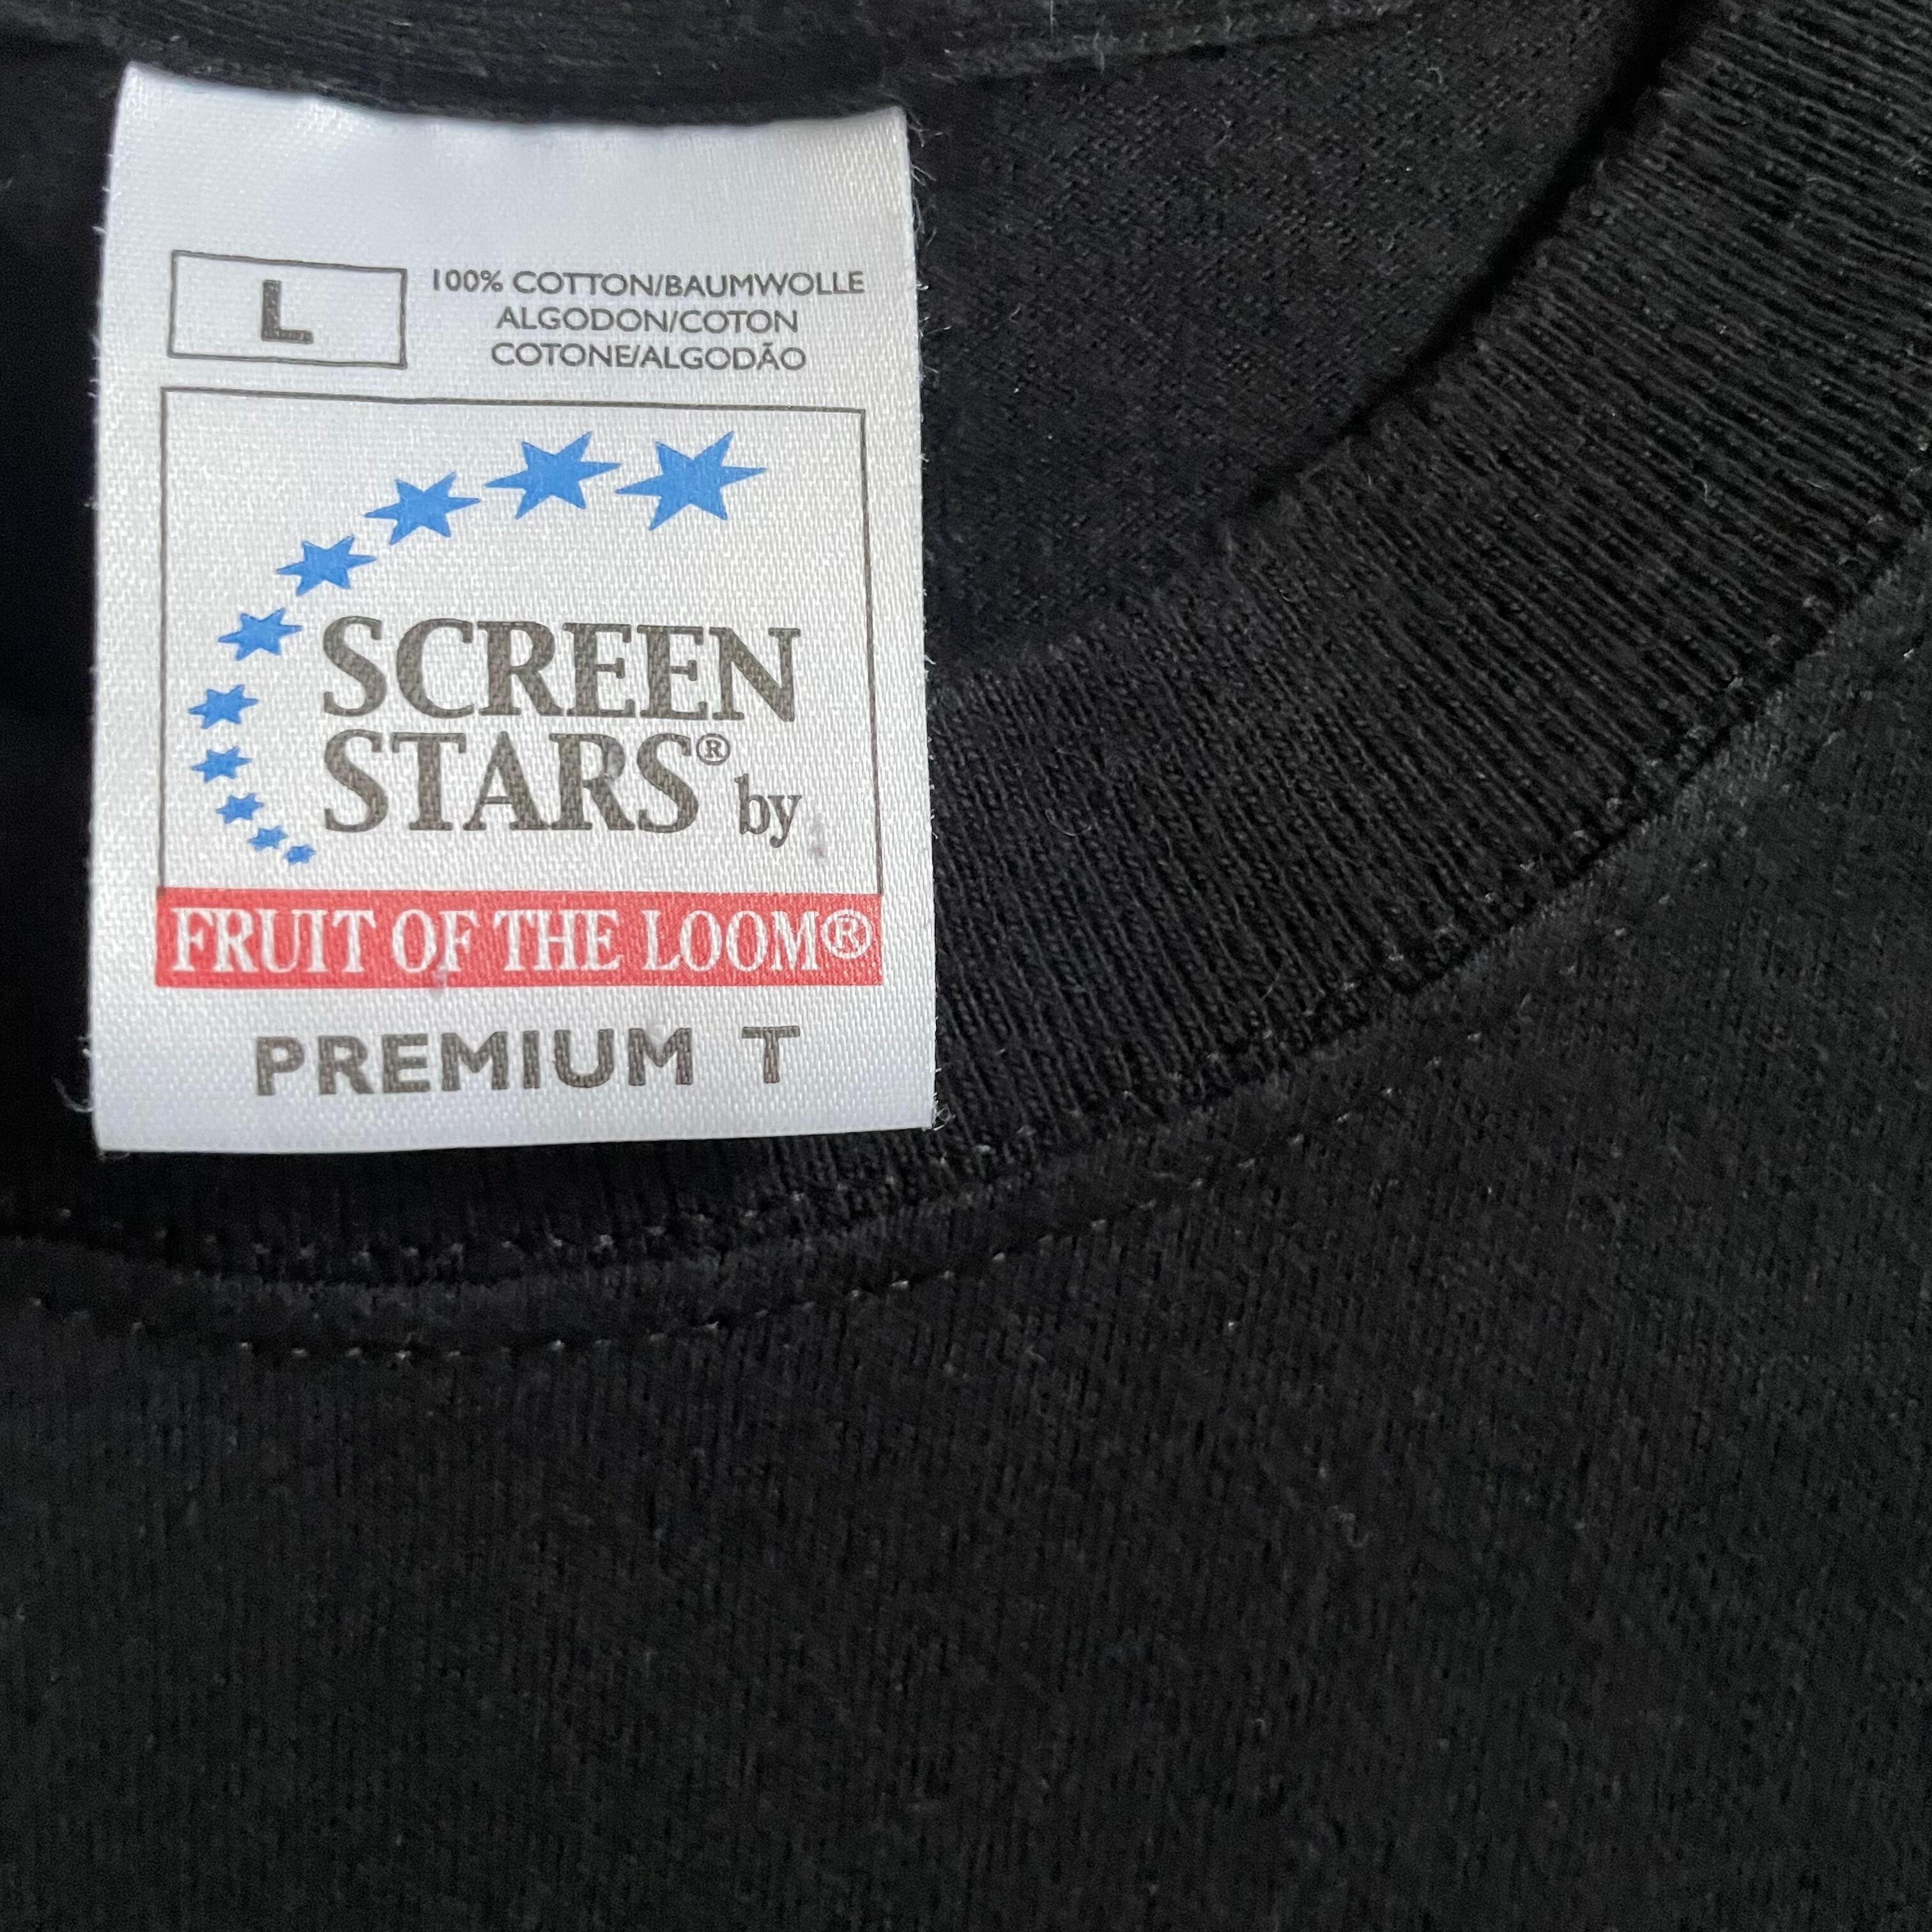 L
100% COTTON/BAUMWOLLE
ALGODON/COTON
COTONE/ALGODÃO
SCREEN
STARS® by
FRUIT OF THE LOOM®
PREMIUM T